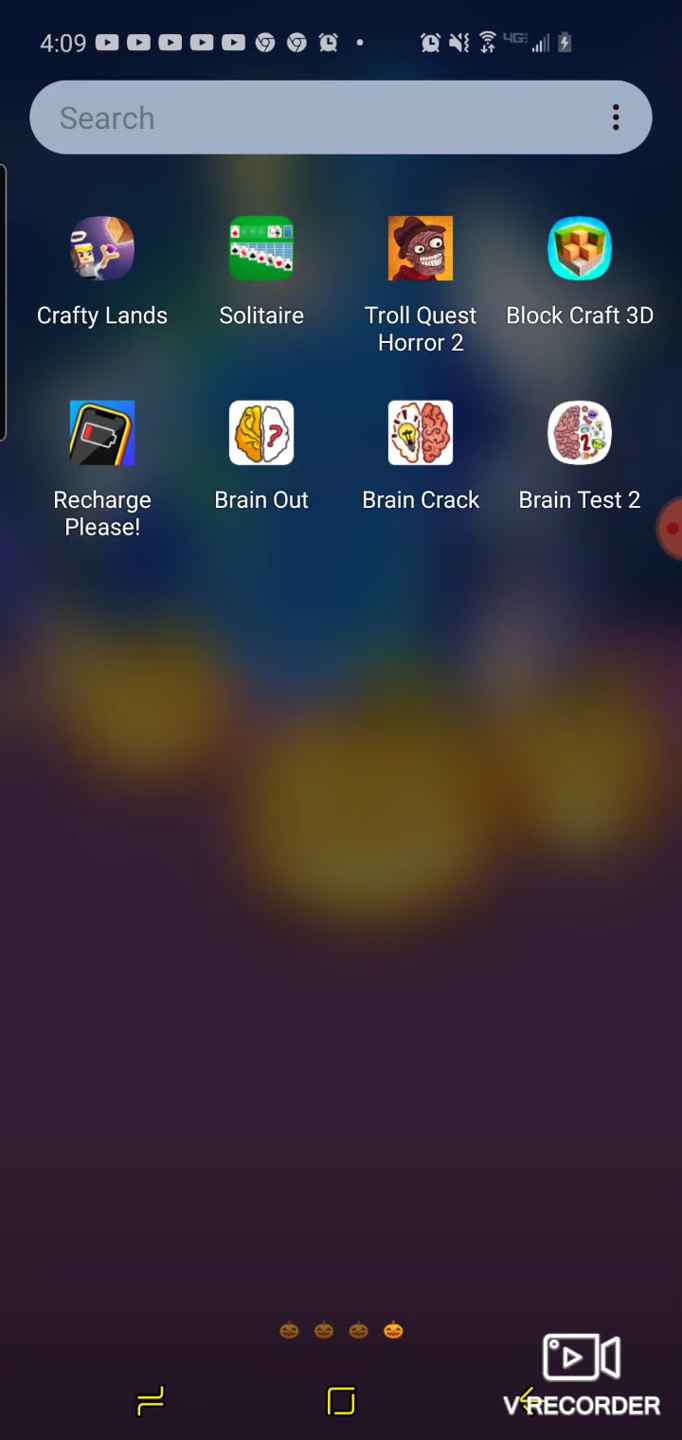 4:09
4GE
Search
Crafty Lands
Solitaire
Troll Quest
Horror 2
Block Craft 3D
Recharge
Please!
Brain Out
Brain Crack
Brain Test 2
V RECORDER